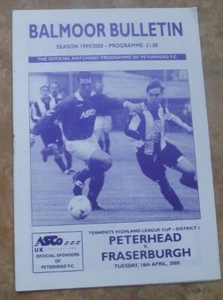 BALMOOR BULLETIN
SEASON 1999/2000 - PROGRAMME £1.00
THE OFFICIAL MATCHDAY PROGRAMME OF PETERHEAD F.C.
ASCO
UK
OFFICIAL SPONSORS
OF
PETERHEAD F.C.
TENNENTS HIGHLAND LEAGUE CUP - DISTRICT 1
PETERHEAD
V
FRASERBURGH
TUESDAY, 18th APRIL, 2000